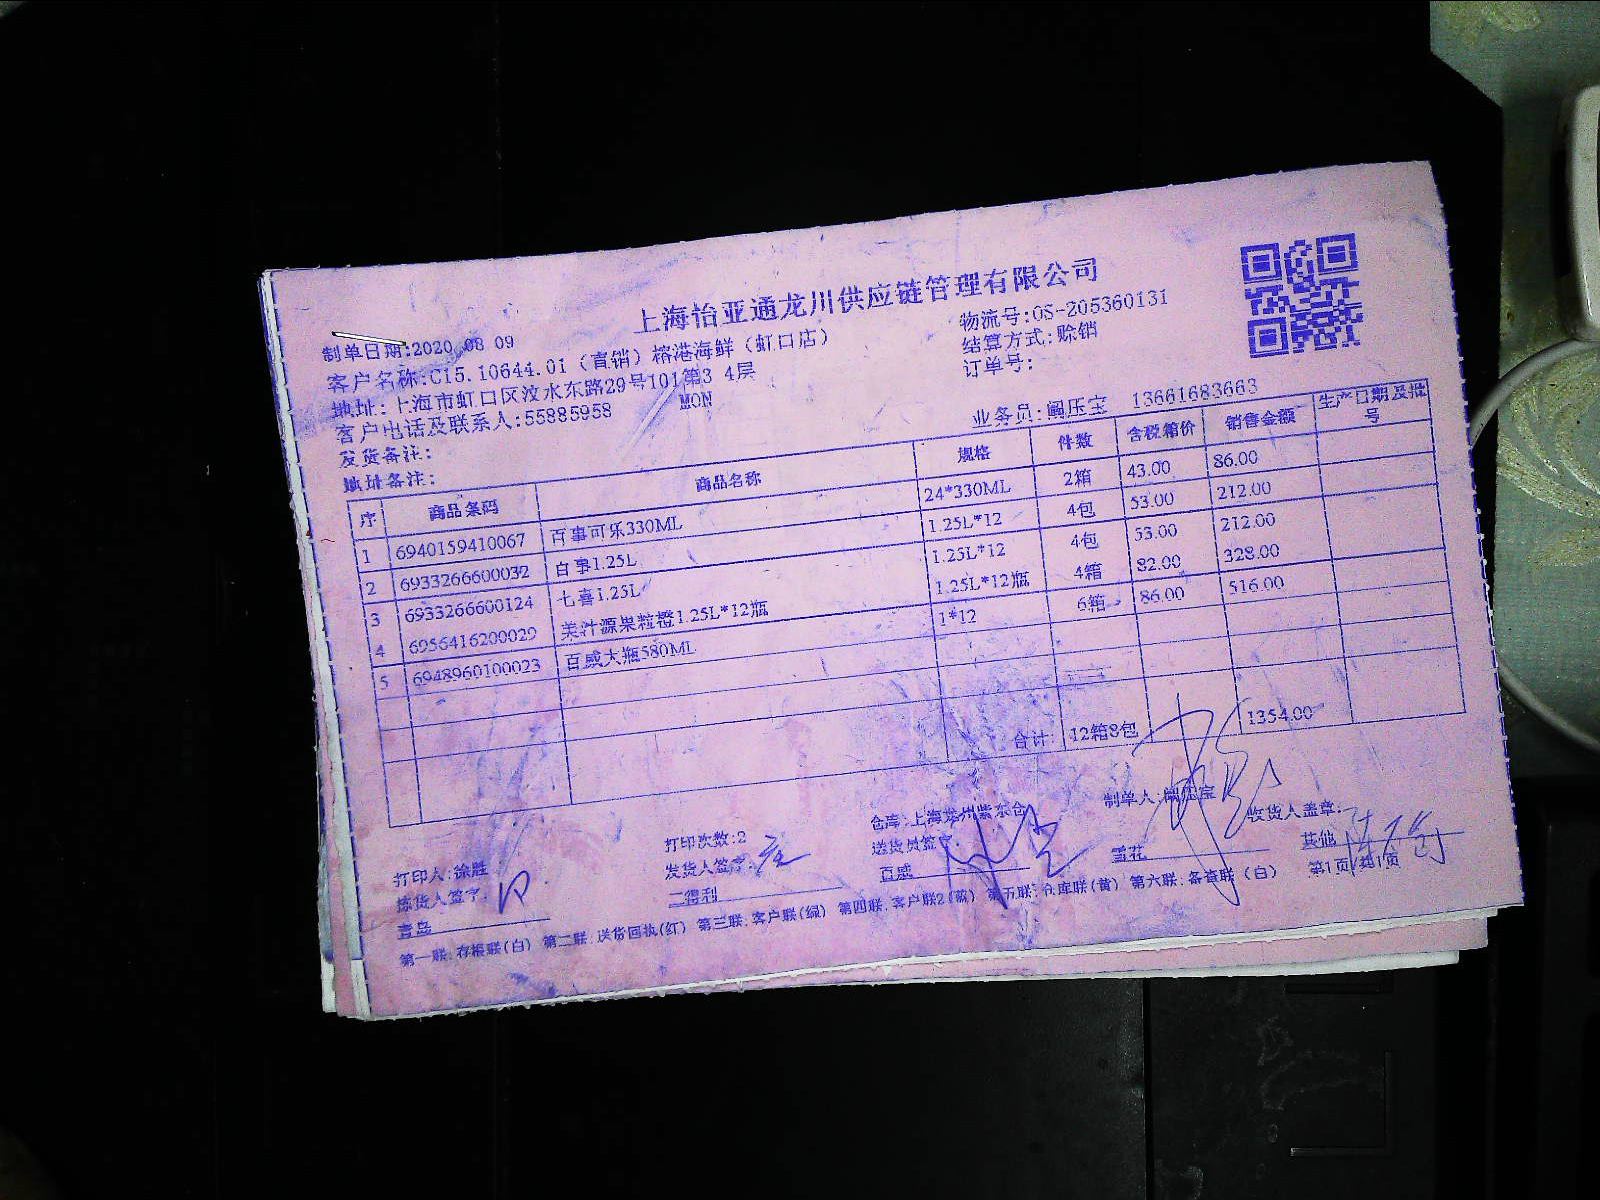 上海怡亚通龙川供应链管理有限公司
制单日期:2020 08 09
物流号:OS-205360131
客户名称:C15.10644.01（直销）榕港海鲜（虹口店）
结算方式:赊销
地址:上海市虹口区汶水东路29号101第3 4层
订单号:
客户电话及联系人:55885958 MON
业务员:阚压宝 13661683663
发货备注:
地址备注:
序 商品条码 商品名称 规格 件数 含税箱价 销售金额 生产日期及批号
1 6940159410067 百事可乐330ML 24*330ML 2箱 43.00 86.00
2 6933266600032 百事1.25L 1.25L*12 4包 53.00 212.00
3 6933266600124 七喜1.25L 1.25L*12 4包 53.00 212.00
4 6956416200029 美汁源果粒橙1.25L*12瓶 1.25L*12瓶 4箱 82.00 328.00
5 6948960100023 百威大瓶580ML 1*12 6箱 86.00 516.00
合计: 12箱8包 1354.00
打印人:徐胜 打印次数:2 仓库:上海龙川紫东仓 制单人:阚压宝 收货人盖章:
拣货人签字: 发货人签字: 送货员签字:
青岛 二得利 百威 雪花 其他
第一联:存根联(白) 第二联:送货回执(红) 第三联:客户联(绿) 第四联:客户联2(蓝) 第五联:仓库联(黄) 第六联:备查联(白) 第1页/共1页